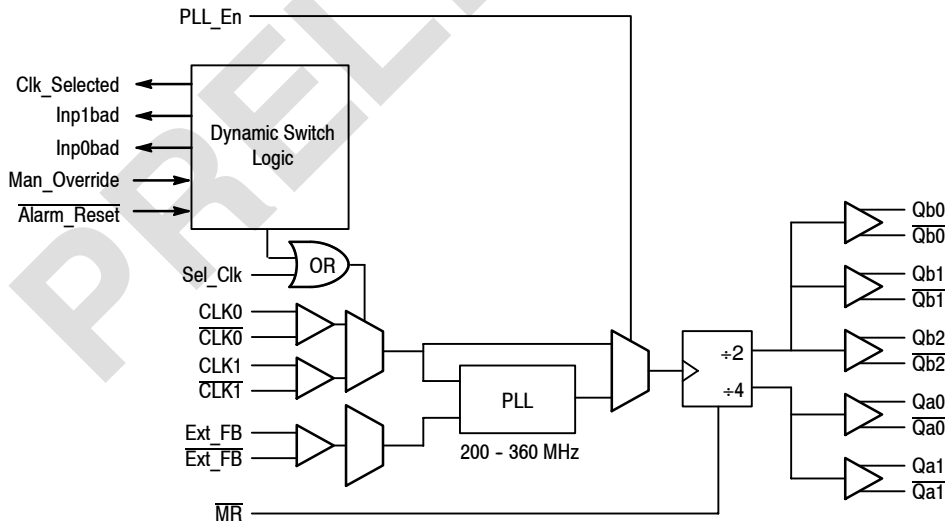 PREL
PLL_En
Clk_Selected
Inp1bad
Inp0bad
Man_Override
Alarm_Reset
Dynamic Switch
Logic
OR
Sel_Clk
CLK0
CLK0
CLK1
CLK1
Ext_FB
Ext_FB
PLL
200 - 360 MHz
÷2
÷4
MR
Qb0
Qb0
Qb1
Qb1
Qb2
Qb2
Qa0
Qa0
Qa1
Qa1